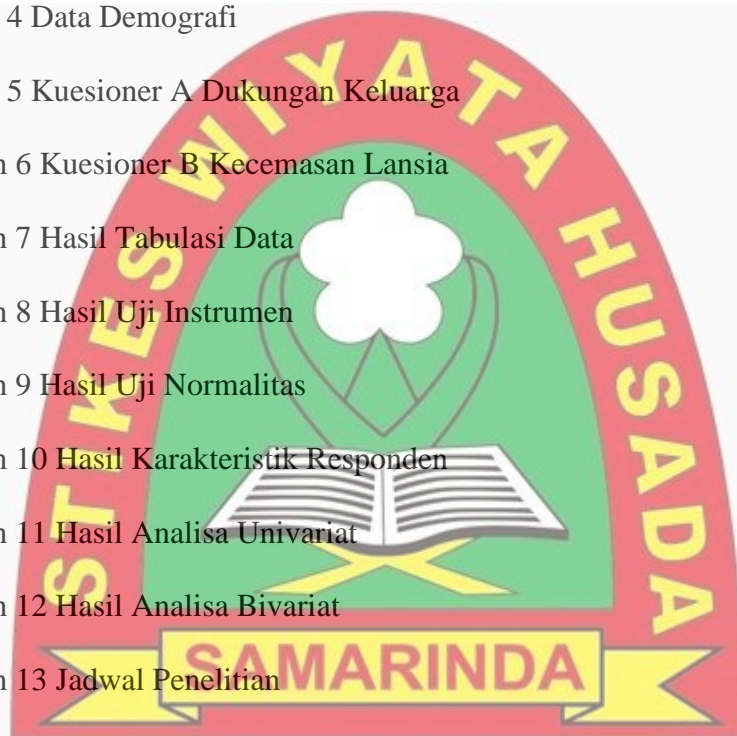 4 Data Demografi
5 Kuesioner A Dukungan Keluarga
n 6 Kuesioner B Kecemasan Lansia
n 7 Hasil Tabulasi Data
n 8 Hasil Uji Instrumen
n 9 Hasil Uji Normalitas
n 10 Hasil Karakteristik Responden
n 11 Hasil Analisa Univariat
n 12 Hasil Analisa Bivariat
n 13 Jadwal Penelitian
STIKES WIYATA HUSADA
SAMARINDA